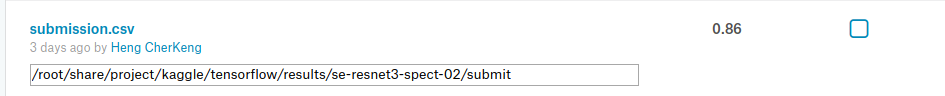 submission.csv
0.86
3 days ago by Heng CherKeng
/root/share/project/kaggle/tensorflow/results/se-resnet3-spect-02/submit